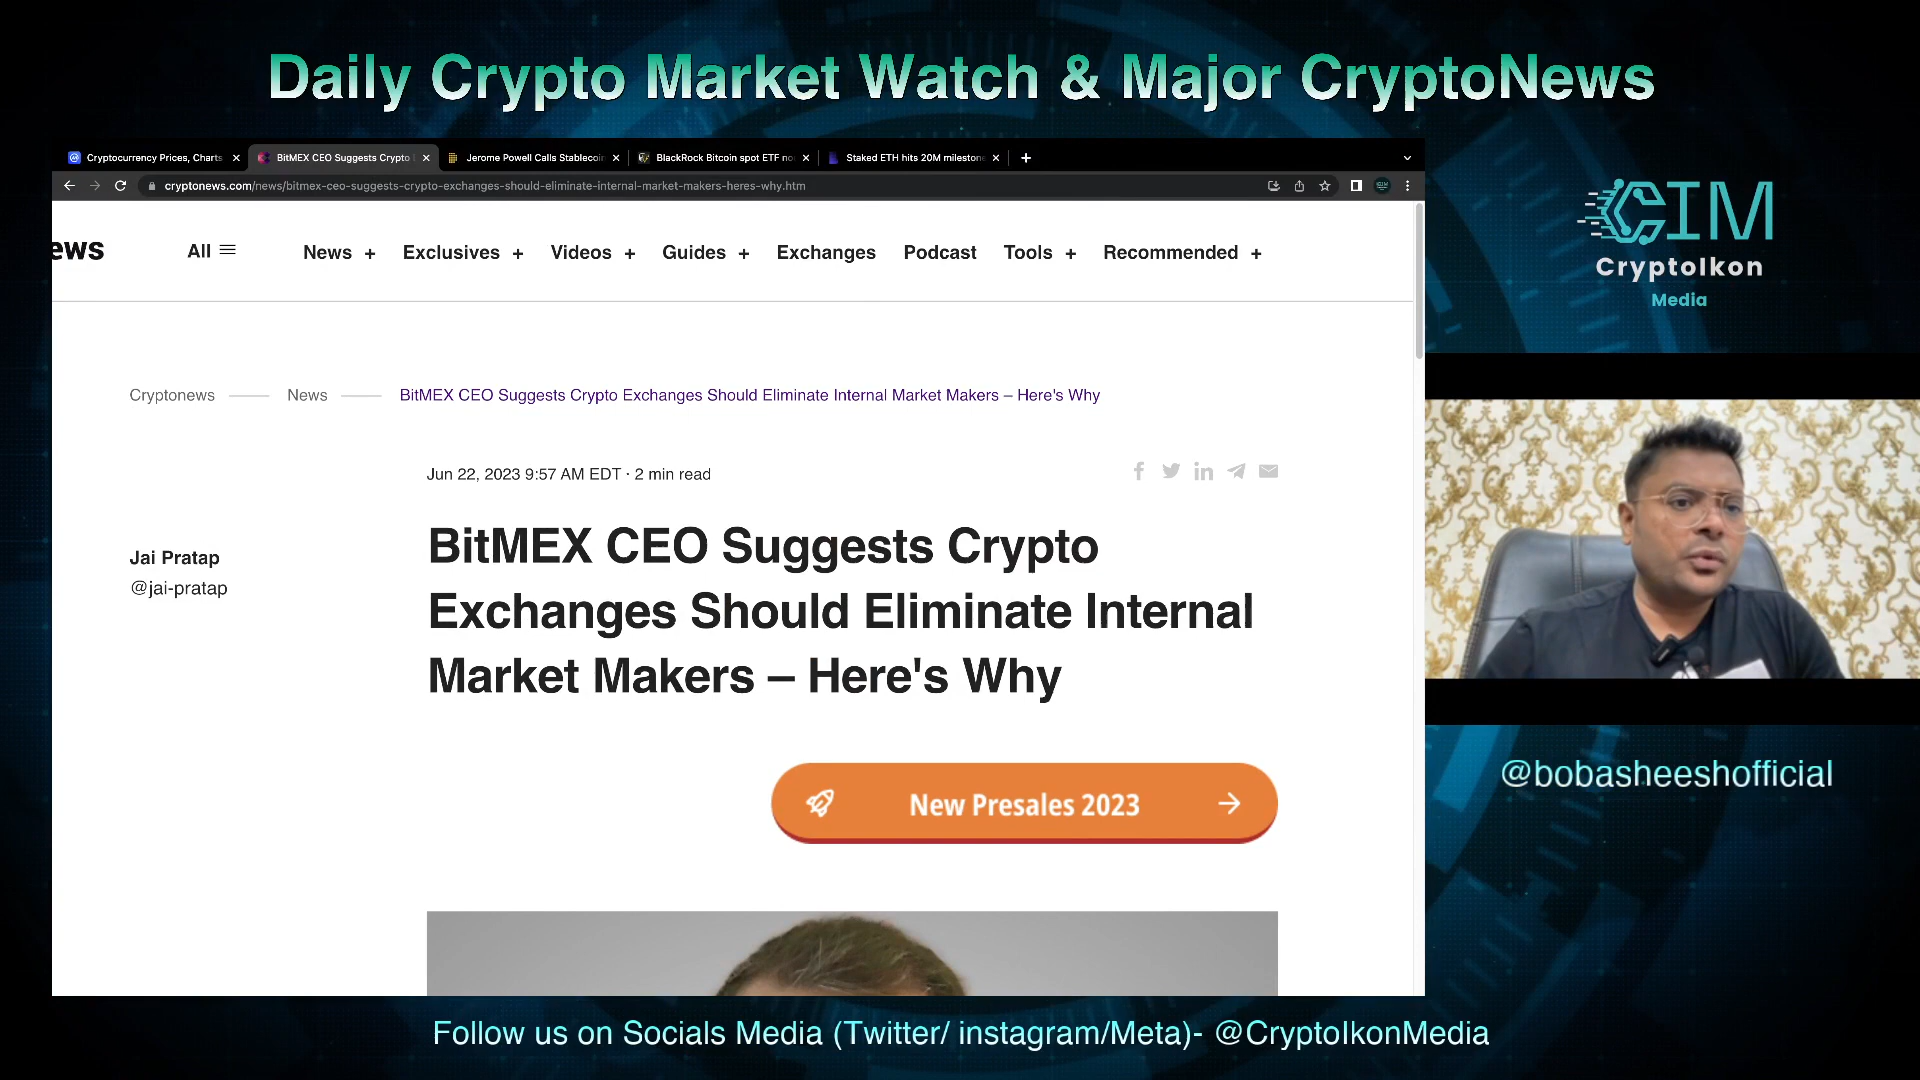 Daily Crypto Market Watch & Major CryptoNews
Cryptocurrency Prices, Charts
BitMEX CEO Suggests Crypto
Jerome Powell Calls Stablecoin
BlackRock Bitcoin spot ETF no
Staked ETH hits 20M milestone
cryptonews.com/news/bitmex-ceo-suggests-crypto-exchanges-should-eliminate-internal-market-makers-heres-why.htm
ews
All
News +
Exclusives +
Videos +
Guides +
Exchanges
Podcast
Tools +
Recommended +
Cryptonews
News
BitMEX CEO Suggests Crypto Exchanges Should Eliminate Internal Market Makers – Here's Why
Jun 22, 2023 9:57 AM EDT · 2 min read
Jai Pratap
@jai-pratap
BitMEX CEO Suggests Crypto
Exchanges Should Eliminate Internal
Market Makers – Here's Why
New Presales 2023
CIM
CryptoIkon
Media
@bobasheeshofficial
Follow us on Socials Media (Twitter/ instagram/Meta)- @CryptoIkonMedia